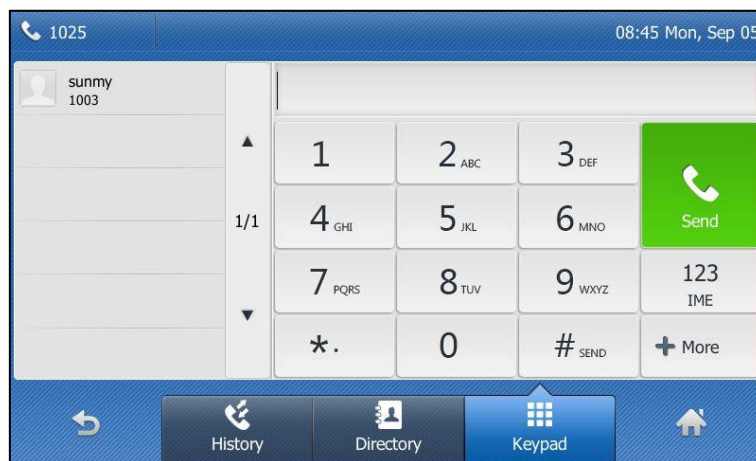 1025
08:45 Mon, Sep 05
sunmy
1003
1/1
1
2 ABC
3 DEF
Send
4 GHI
5 JKL
6 MNO
7 PQRS
8 TUV
9 WXYZ
123
IME
*.
0
# SEND
+ More
History
Directory
Keypad